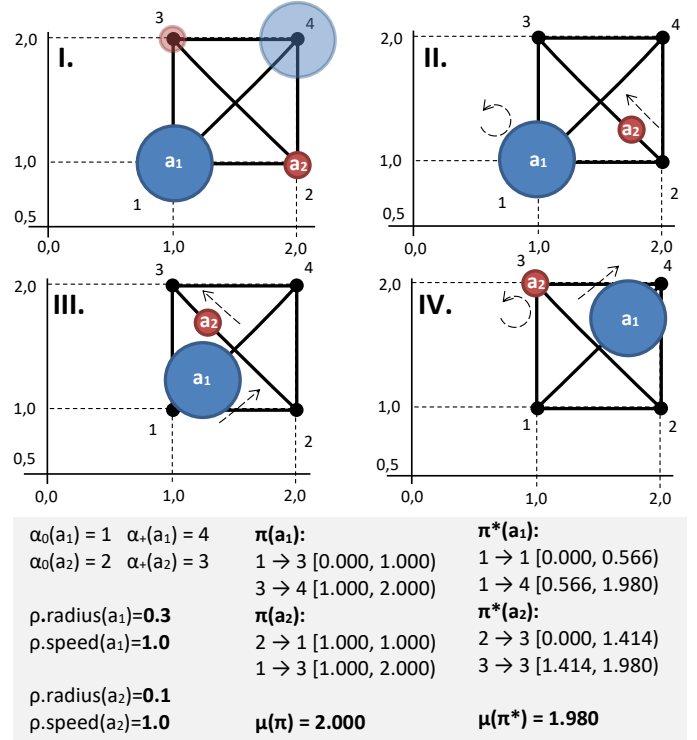 I.
3
4
2,0
a₁
a₂
1,0
1
2
0,5
0,0
1,0
2,0
II.
3
4
2,0
a₂
a₁
1,0
1
2
0,5
0,0
1,0
2,0
III.
3
4
2,0
a₂
a₁
1,0
1
2
0,5
0,0
1,0
2,0
IV.
3
4
2,0
a₂
a₁
1,0
1
2
0,5
0,0
1,0
2,0
α₀(a₁) = 1 α₊(a₁) = 4
α₀(a₂) = 2 α₊(a₂) = 3
ρ.radius(a₁)=0.3
ρ.speed(a₁)=1.0
ρ.radius(a₂)=0.1
ρ.speed(a₂)=1.0
π(a₁):
1 → 3 [0.000, 1.000)
3 → 4 [1.000, 2.000)
π(a₂):
2 → 1 [1.000, 1.000)
1 → 3 [1.000, 2.000)
μ(π) = 2.000
π*(a₁):
1 → 1 [0.000, 0.566)
1 → 4 [0.566, 1.980)
π*(a₂):
2 → 3 [0.000, 1.414)
3 → 3 [1.414, 1.980)
μ(π*) = 1.980